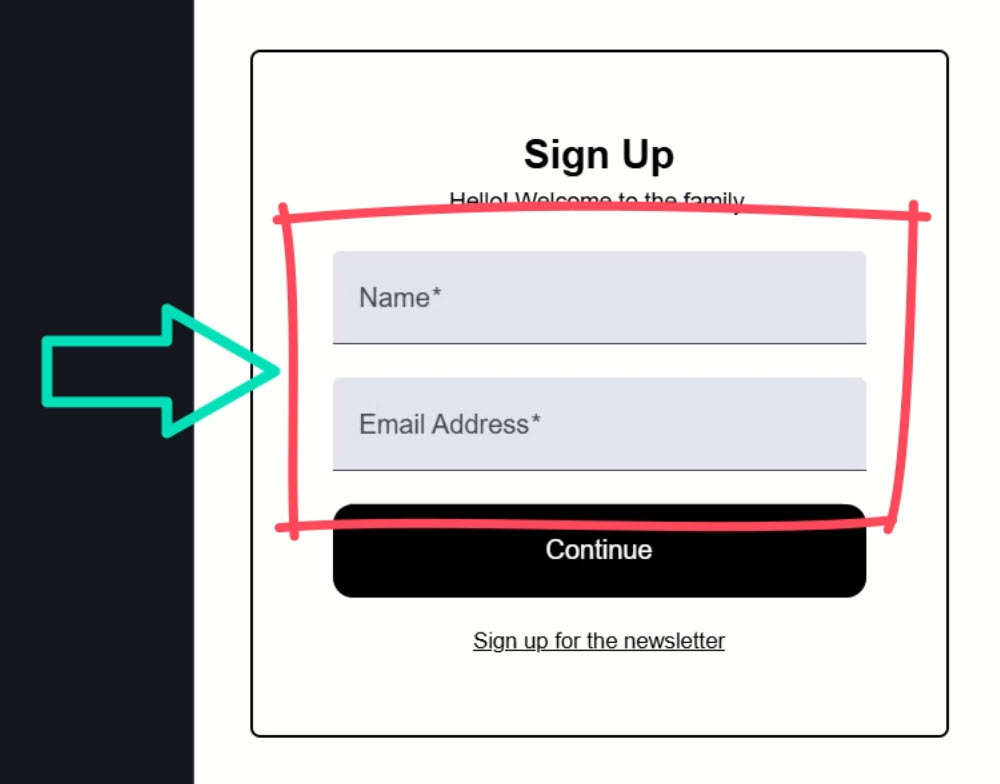 Sign Up
Hello! Welcome to the family
Name*
Email Address*
Continue
Sign up for the newsletter